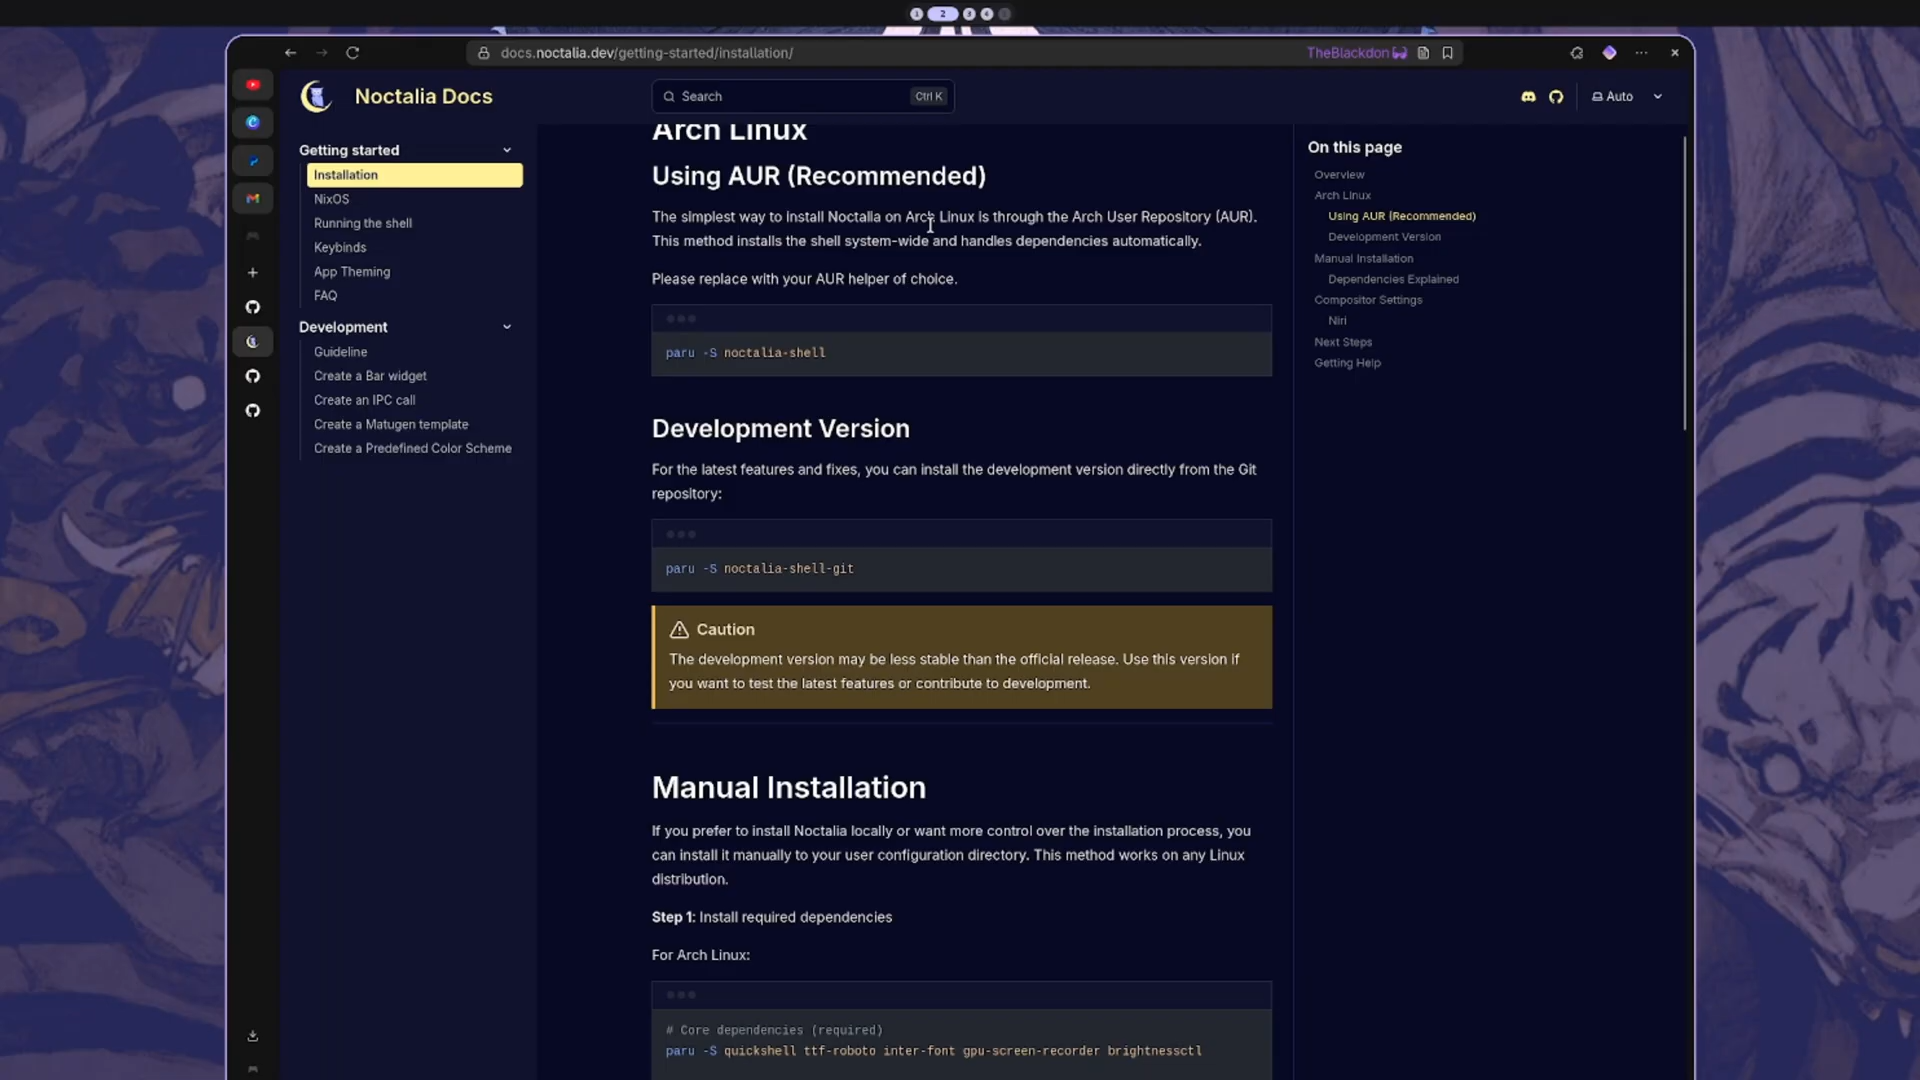 1 2 3 4
docs.noctalia.dev/getting-started/installation/
TheBlackdon
Noctalia Docs
Search
Ctrl K
Auto
Getting started
Installation
NixOS
Running the shell
Keybinds
App Theming
FAQ
Development
Guideline
Create a Bar widget
Create an IPC call
Create a Matugen template
Create a Predefined Color Scheme
Arch Linux
Using AUR (Recommended)
The simplest way to install Noctalia on Arch Linux is through the Arch User Repository (AUR).
This method installs the shell system-wide and handles dependencies automatically.
Please replace with your AUR helper of choice.
paru -S noctalia-shell
Development Version
For the latest features and fixes, you can install the development version directly from the Git
repository:
paru -S noctalia-shell-git
Caution
The development version may be less stable than the official release. Use this version if
you want to test the latest features or contribute to development.
Manual Installation
If you prefer to install Noctalia locally or want more control over the installation process, you
can install it manually to your user configuration directory. This method works on any Linux
distribution.
Step 1: Install required dependencies
For Arch Linux:
# Core dependencies (required)
paru -S quickshell ttf-roboto inter-font gpu-screen-recorder brightnessctl
On this page
Overview
Arch Linux
Using AUR (Recommended)
Development Version
Manual Installation
Dependencies Explained
Compositor Settings
Niri
Next Steps
Getting Help